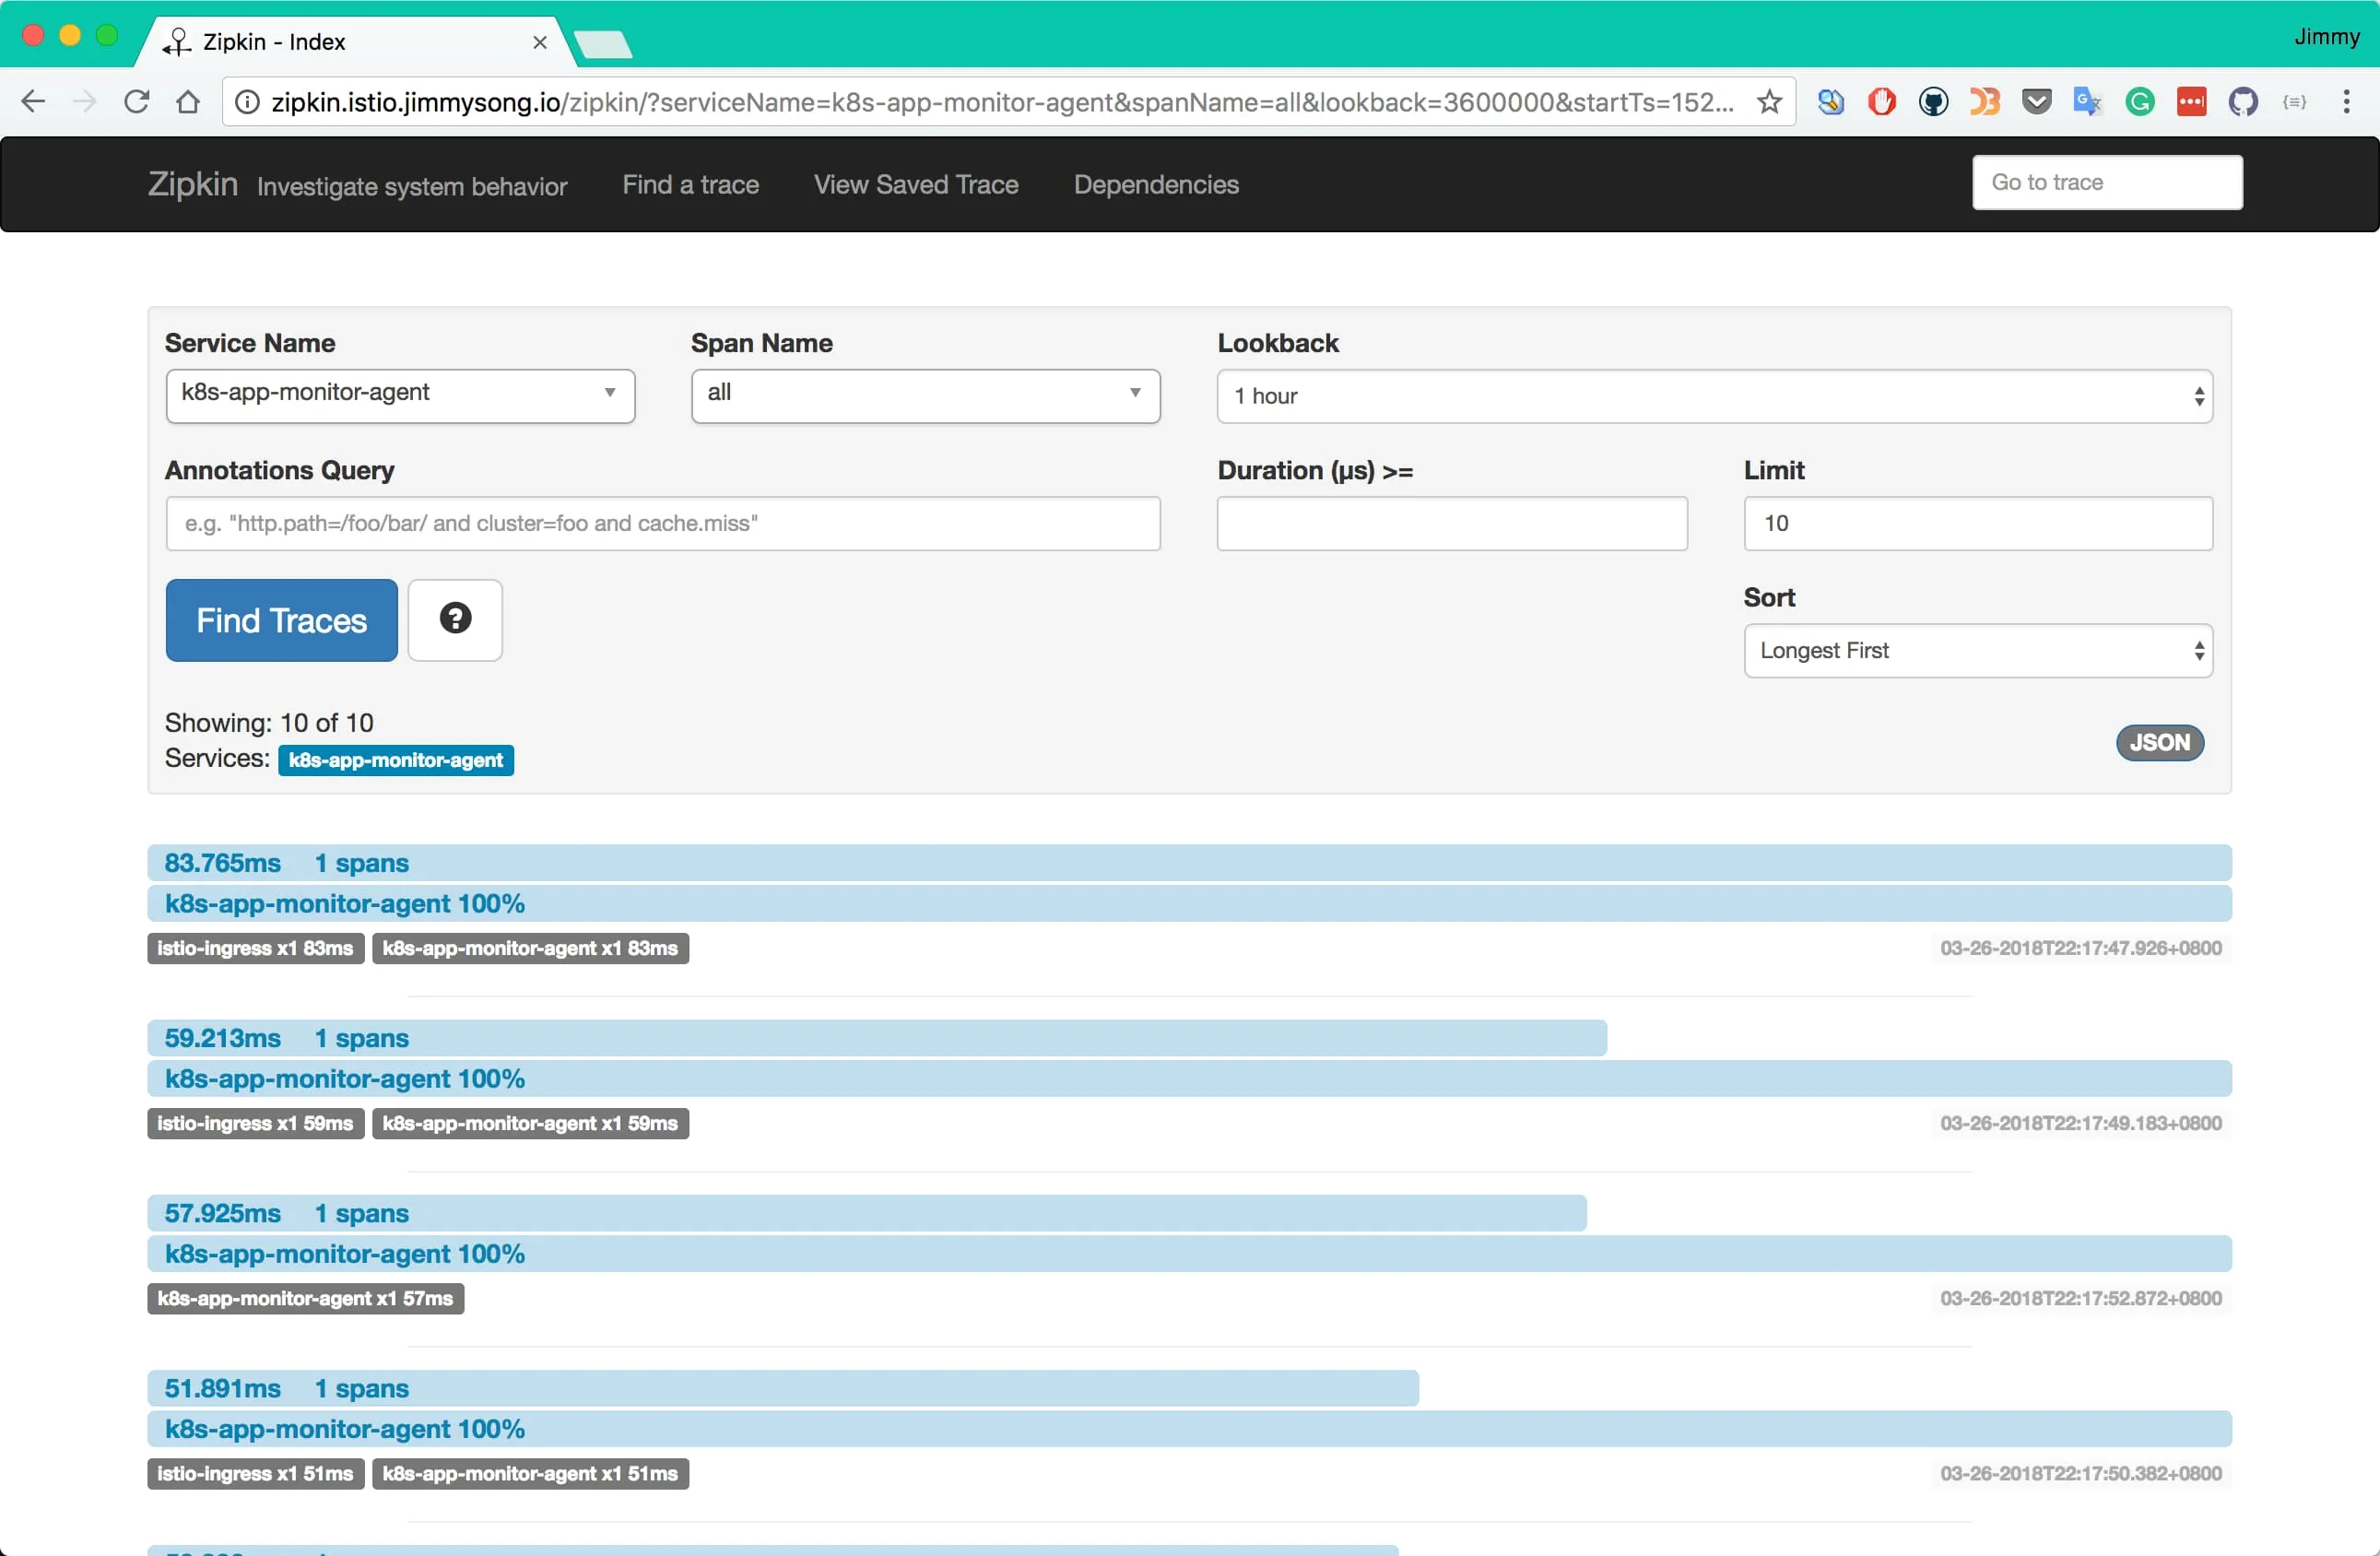 Zipkin - Index
Jimmy
zipkin.istio.jimmysong.io/zipkin/?serviceName=k8s-app-monitor-agent&spanName=all&lookback=3600000&startTs=152...
Zipkin Investigate system behavior Find a trace View Saved Trace Dependencies Go to trace
Service Name Span Name Lookback
k8s-app-monitor-agent all 1 hour
Annotations Query Duration (μs) >= Limit
e.g. "http.path=/foo/bar/ and cluster=foo and cache.miss" 10
Find Traces ?
Sort
Longest First
Showing: 10 of 10
Services: k8s-app-monitor-agent
JSON
83.765ms 1 spans
k8s-app-monitor-agent 100%
istio-ingress x1 83ms k8s-app-monitor-agent x1 83ms 03-26-2018T22:17:47.926+0800
59.213ms 1 spans
k8s-app-monitor-agent 100%
istio-ingress x1 59ms k8s-app-monitor-agent x1 59ms 03-26-2018T22:17:49.183+0800
57.925ms 1 spans
k8s-app-monitor-agent 100%
k8s-app-monitor-agent x1 57ms 03-26-2018T22:17:52.872+0800
51.891ms 1 spans
k8s-app-monitor-agent 100%
istio-ingress x1 51ms k8s-app-monitor-agent x1 51ms 03-26-2018T22:17:50.382+0800